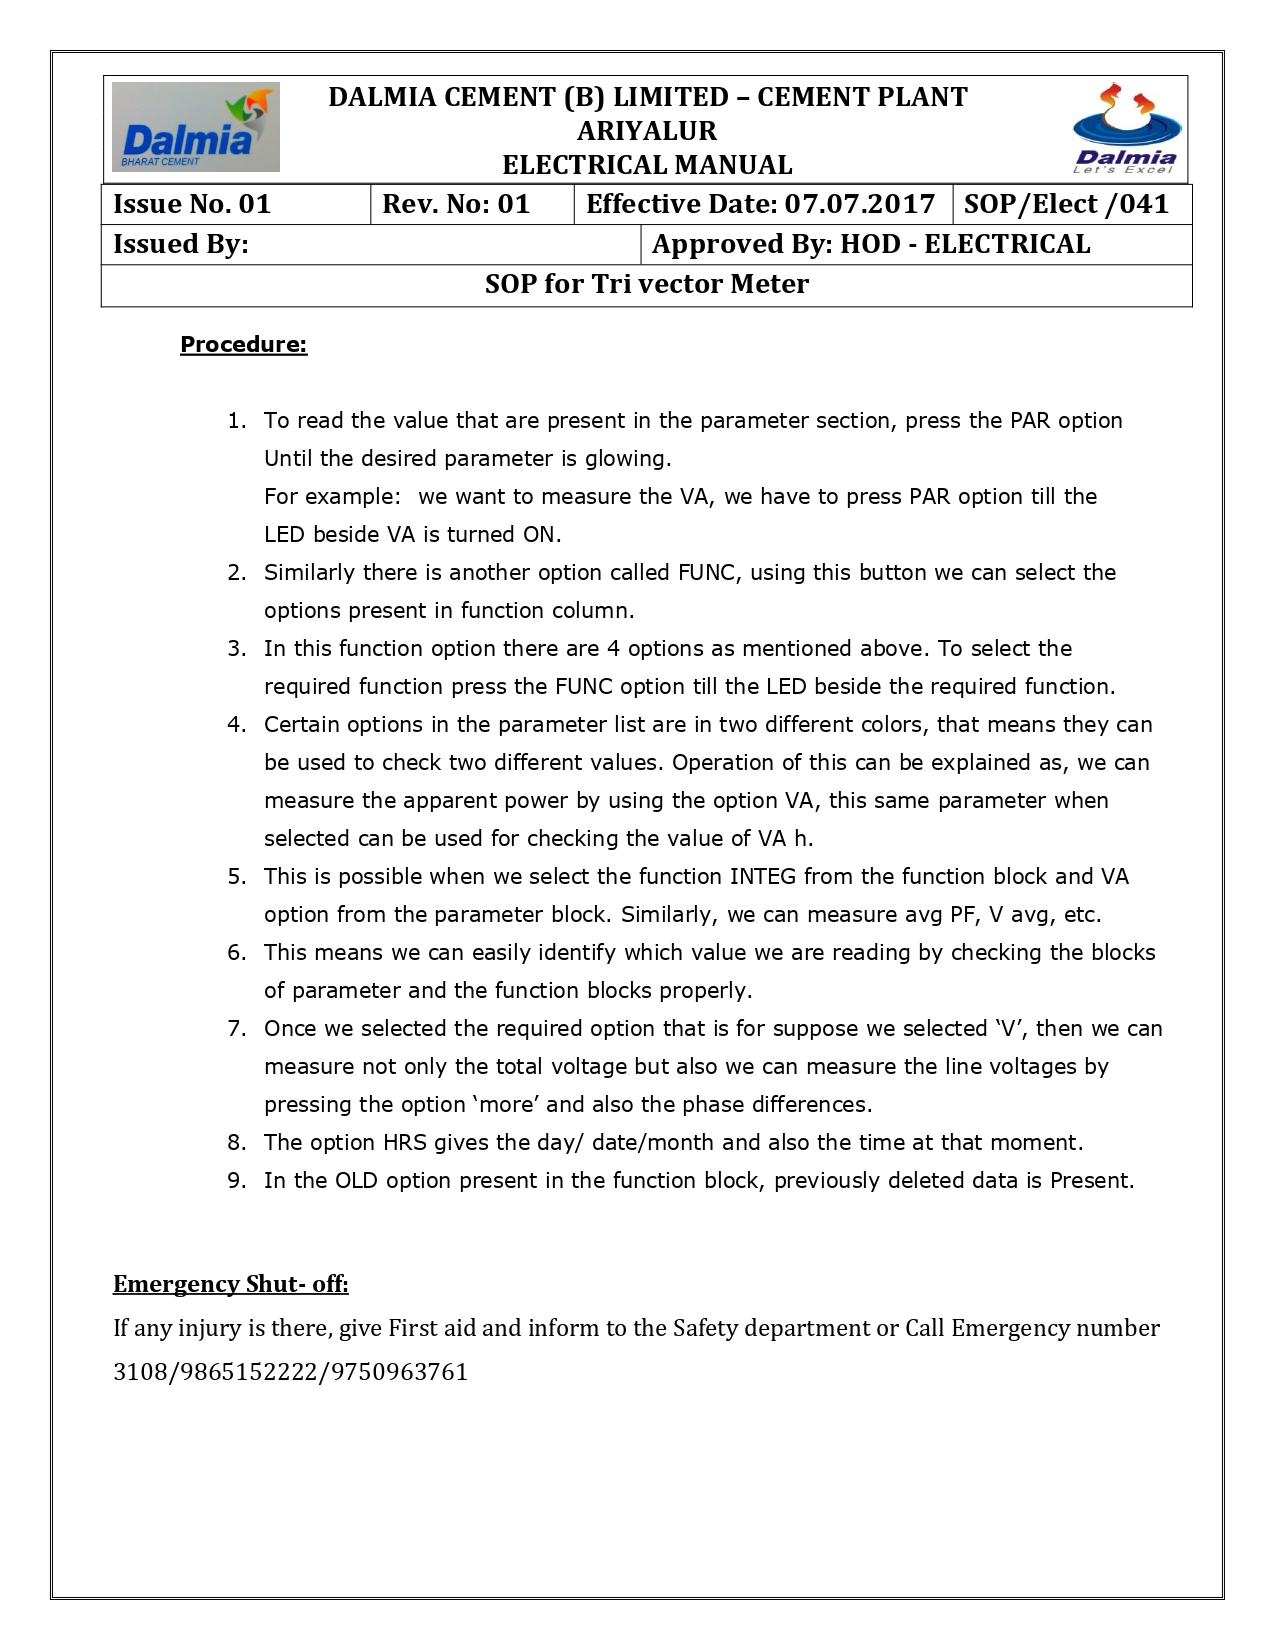 Dalmia
BHARAT CEMENT
DALMIA CEMENT (B) LIMITED – CEMENT PLANT
ARIYALUR
ELECTRICAL MANUAL
Dalmia
Let's Excel
Issue No. 01 Rev. No: 01 Effective Date: 07.07.2017 SOP/Elect /041
Issued By: Approved By: HOD - ELECTRICAL
SOP for Tri vector Meter
Procedure:
1. To read the value that are present in the parameter section, press the PAR option
Until the desired parameter is glowing.
For example: we want to measure the VA, we have to press PAR option till the
LED beside VA is turned ON.
2. Similarly there is another option called FUNC, using this button we can select the
options present in function column.
3. In this function option there are 4 options as mentioned above. To select the
required function press the FUNC option till the LED beside the required function.
4. Certain options in the parameter list are in two different colors, that means they can
be used to check two different values. Operation of this can be explained as, we can
measure the apparent power by using the option VA, this same parameter when
selected can be used for checking the value of VA h.
5. This is possible when we select the function INTEG from the function block and VA
option from the parameter block. Similarly, we can measure avg PF, V avg, etc.
6. This means we can easily identify which value we are reading by checking the blocks
of parameter and the function blocks properly.
7. Once we selected the required option that is for suppose we selected ‘V’, then we can
measure not only the total voltage but also we can measure the line voltages by
pressing the option ‘more’ and also the phase differences.
8. The option HRS gives the day/ date/month and also the time at that moment.
9. In the OLD option present in the function block, previously deleted data is Present.
Emergency Shut- off:
If any injury is there, give First aid and inform to the Safety department or Call Emergency number
3108/9865152222/9750963761